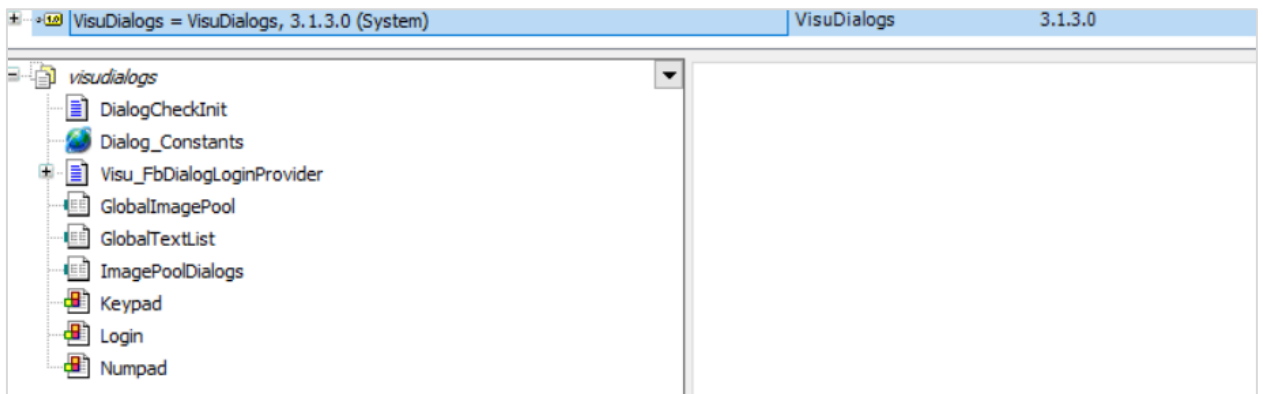 VisuDialogs = VisuDialogs, 3.1.3.0 (System) VisuDialogs 3.1.3.0
visudialogs
DialogCheckInit
Dialog_Constants
Visu_FbDialogLoginProvider
GlobalImagePool
GlobalTextList
ImagePoolDialogs
Keypad
Login
Numpad